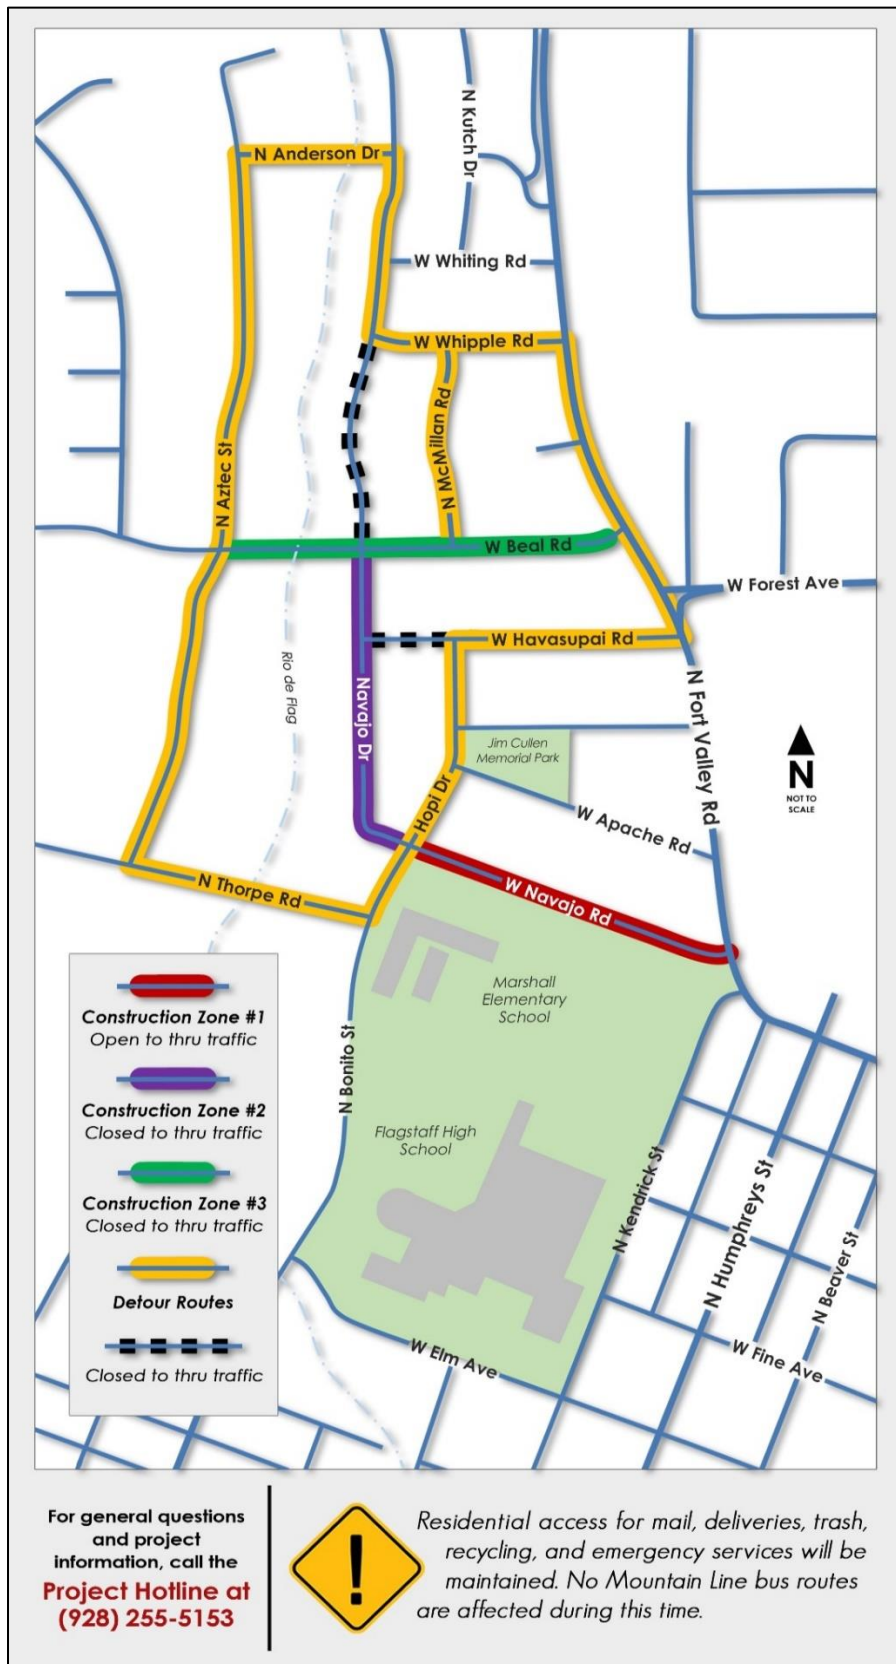 N Kutch Dr
N Anderson Dr
W Whiting Rd
W Whipple Rd
N McMillan Rd
N Aztec St
W Beal Rd
W Forest Ave
W Havasupai Rd
Rio de Flag
Navajo Dr
N Fort Valley Rd
Jim Cullen
Memorial Park
N
NOT TO
SCALE
Hopi Dr
W Apache Rd
N Thorpe Rd
W Navajo Rd
Marshall
Elementary
School
N Bonito St
Flagstaff High
School
N Kendrick St
N Humphreys St
N Beaver St
W Elm Ave
W Fine Ave
Construction Zone #1
Open to thru traffic
Construction Zone #2
Closed to thru traffic
Construction Zone #3
Closed to thru traffic
Detour Routes
Closed to thru traffic
For general questions
and project
information, call the
Project Hotline at
(928) 255-5153
!
Residential access for mail, deliveries, trash,
recycling, and emergency services will be
maintained. No Mountain Line bus routes
are affected during this time.